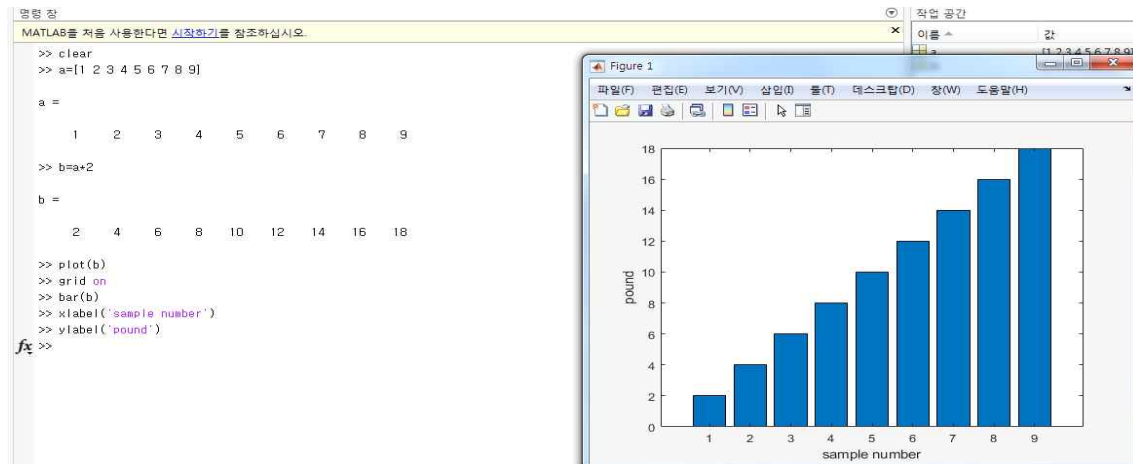 명령 창
MATLAB를 처음 사용한다면 시작하기를 참조하십시오.
>> clear
>> a=[1 2 3 4 5 6 7 8 9]
a =
1 2 3 4 5 6 7 8 9
>> b=a*2
b =
2 4 6 8 10 12 14 16 18
>> plot(b)
>> grid on
>> bar(b)
>> xlabel('sample number')
>> ylabel('pound')
fx >>
작업 공간
이름 값
a [1 2 3 4 5 6 7 8 9]
Figure 1
파일(F) 편집(E) 보기(V) 삽입(I) 툴(T) 데스크탑(D) 창(W) 도움말(H)
18
16
14
12
10
8
6
4
2
0
pound
1 2 3 4 5 6 7 8 9
sample number